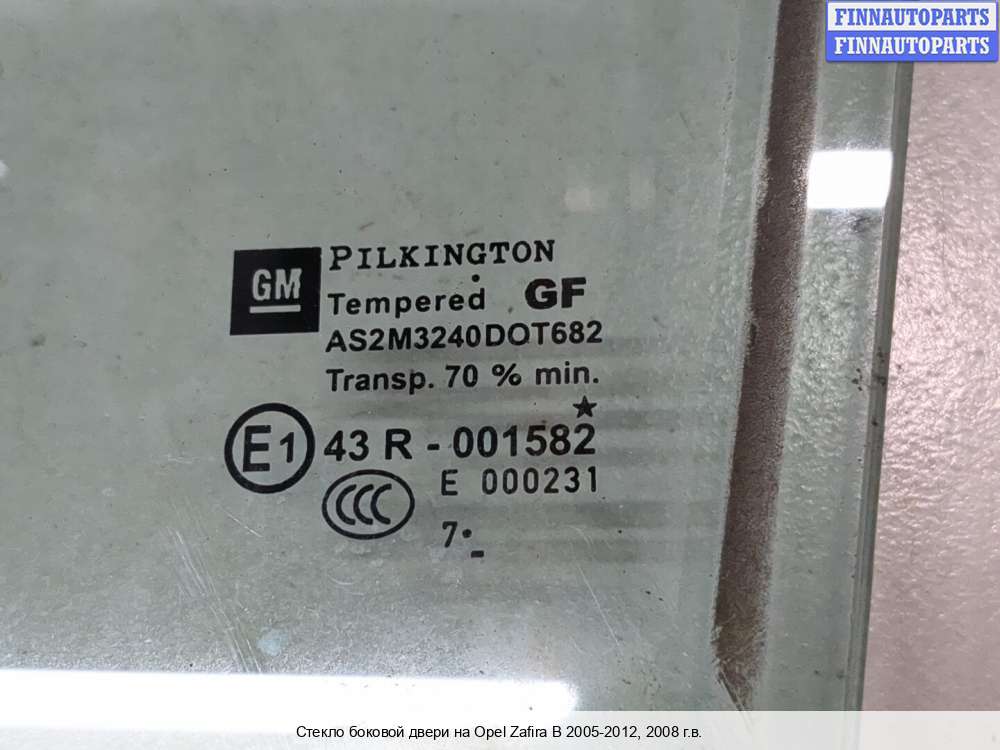 FINNAUTOPARTS
FINNAUTOPARTS
GM
PILKINGTON
Tempered GF
AS2M3240DOT682
Transp. 70 % min.
E1 43 R - 001582
CCC E 000231
7
Стекло боковой двери на Opel Zafira B 2005-2012, 2008 г.в.